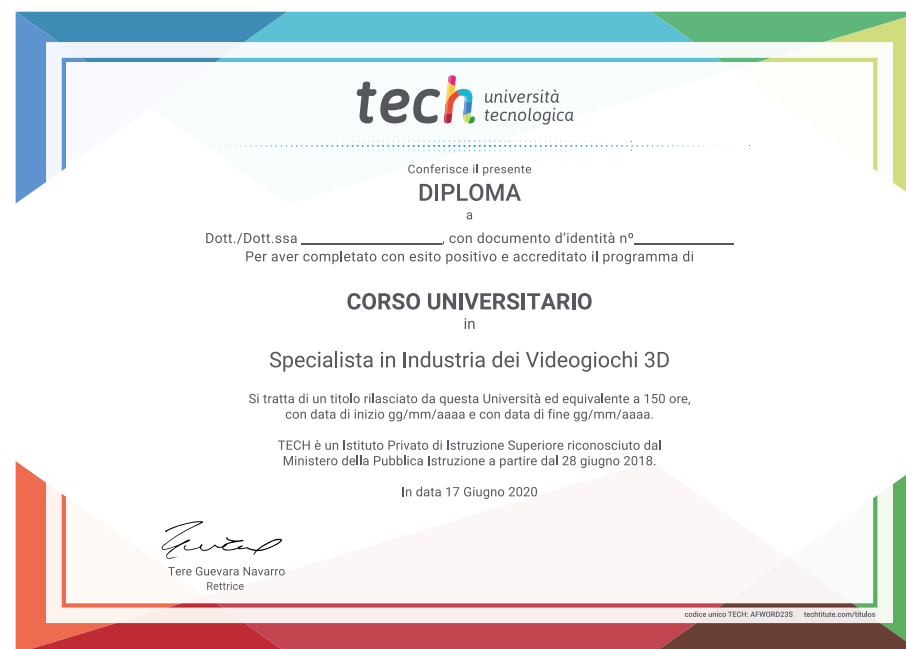 tech università
tecnologica
Conferisce il presente
DIPLOMA
a
Dott./Dott.ssa ____________________, con documento d'identità nº______________
Per aver completato con esito positivo e accreditato il programma di
CORSO UNIVERSITARIO
in
Specialista in Industria dei Videogiochi 3D
Si tratta di un titolo rilasciato da questa Università ed equivalente a 150 ore,
con data di inizio gg/mm/aaaa e con data di fine gg/mm/aaaa.
TECH è un Istituto Privato di Istruzione Superiore riconosciuto dal
Ministero della Pubblica Istruzione a partire dal 28 giugno 2018.
In data 17 Giugno 2020
Tere Guevara Navarro
Rettrice
codice unico TECH: AFWORD23S techtitute.com/titulos